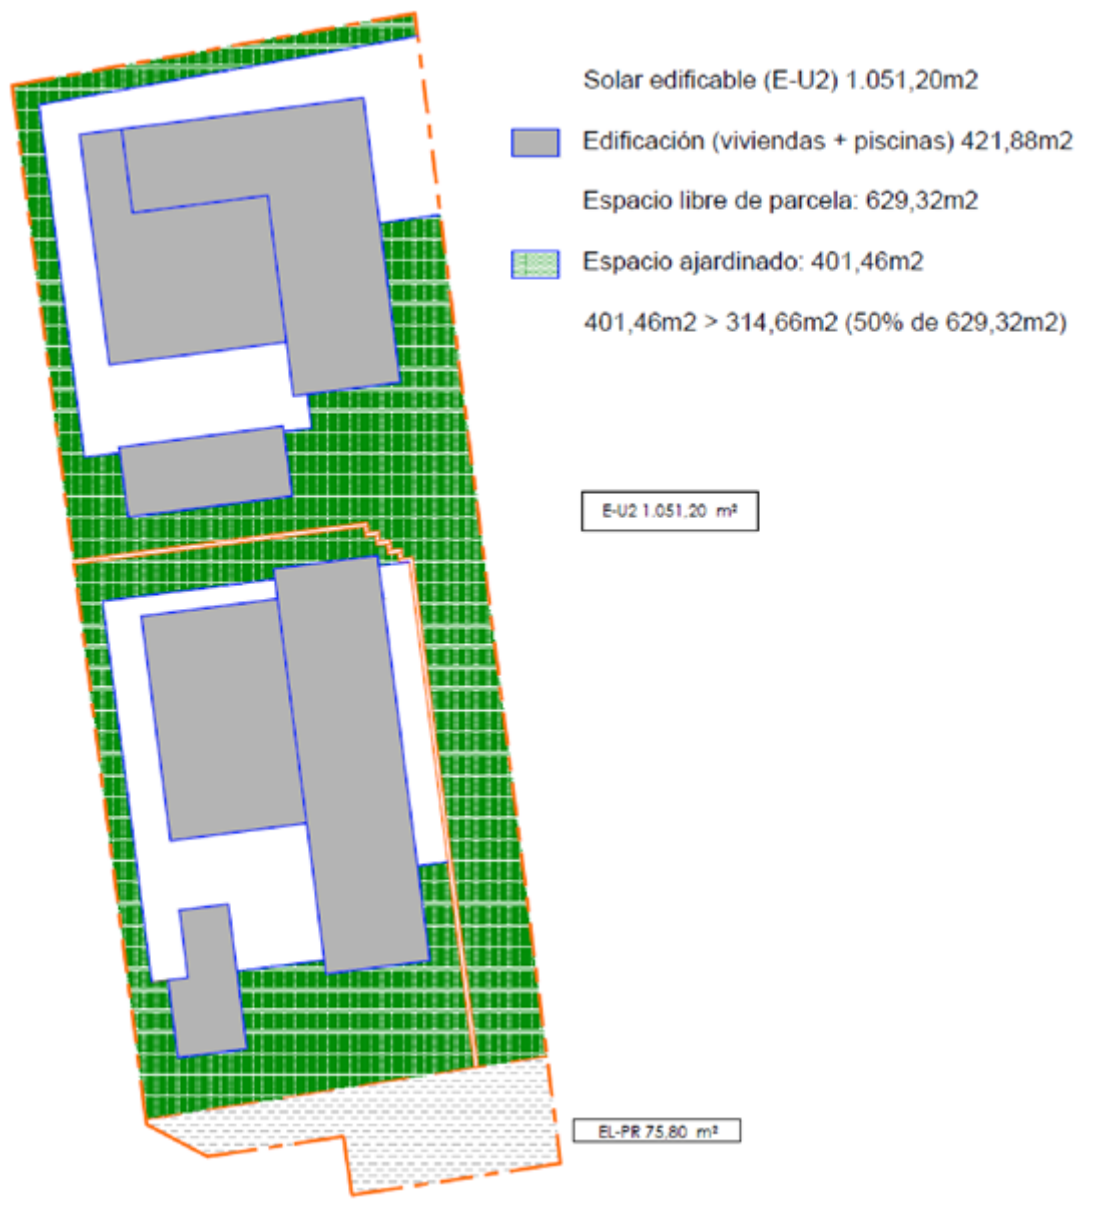 Solar edificable (E-U2) 1.051,20m2
Edificación (viviendas + piscinas) 421,88m2
Espacio libre de parcela: 629,32m2
Espacio ajardinado: 401,46m2
401,46m2 > 314,66m2 (50% de 629,32m2)
E-U2 1.051,20 m²
EL-PR 75,80 m²